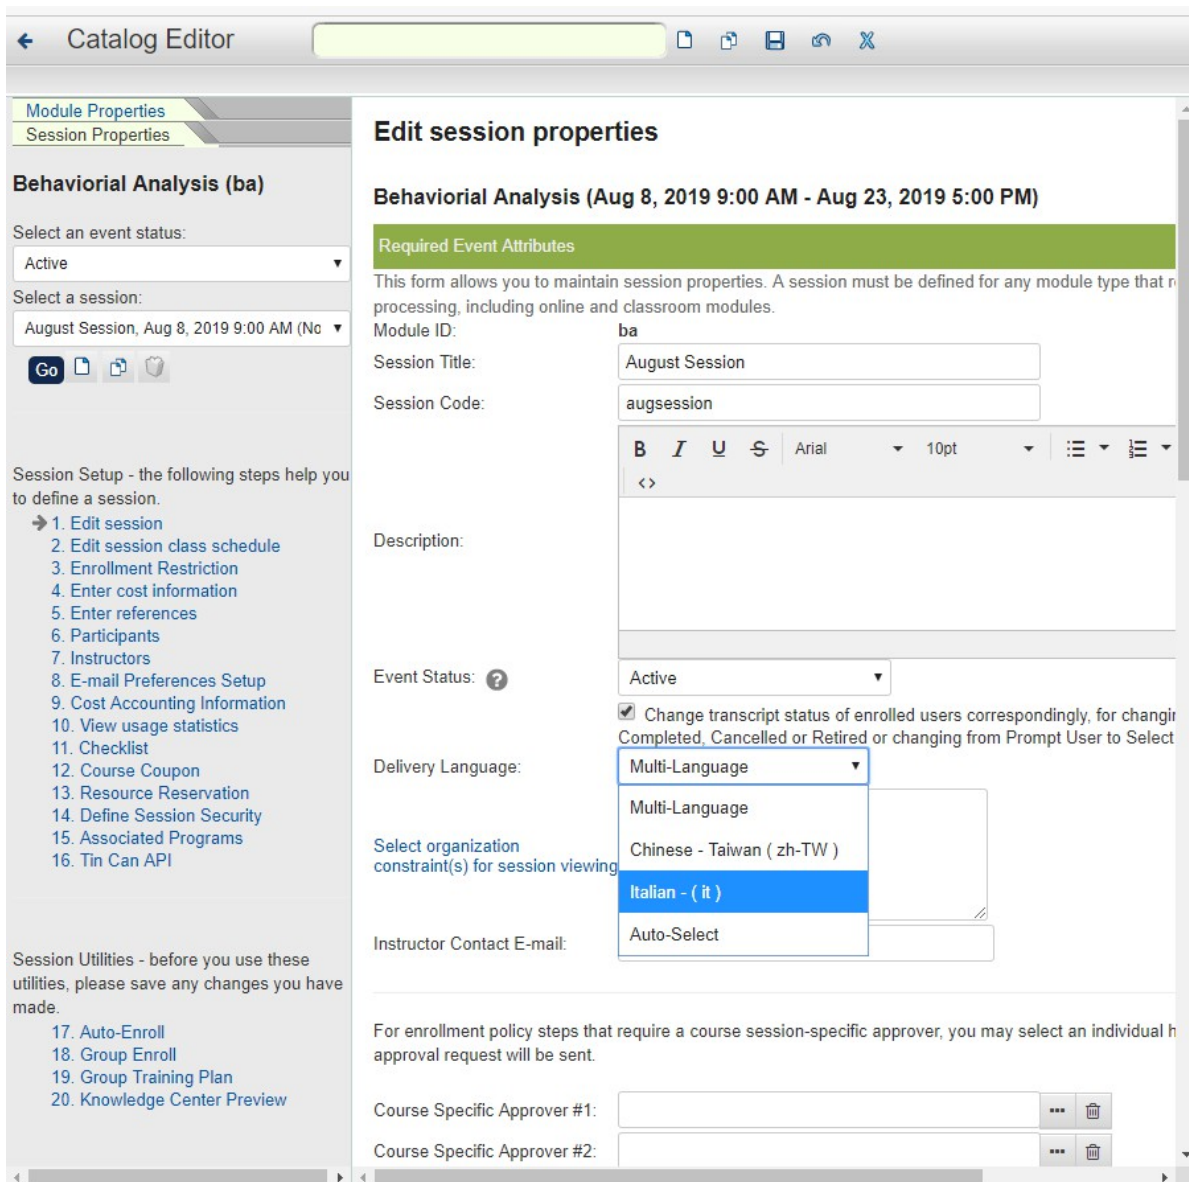 Catalog Editor
Module Properties
Session Properties
Behaviorial Analysis (ba)
Select an event status:
Active
Select a session:
August Session, Aug 8, 2019 9:00 AM (No
Go
Session Setup - the following steps help you
to define a session.
1. Edit session
2. Edit session class schedule
3. Enrollment Restriction
4. Enter cost information
5. Enter references
6. Participants
7. Instructors
8. E-mail Preferences Setup
9. Cost Accounting Information
10. View usage statistics
11. Checklist
12. Course Coupon
13. Resource Reservation
14. Define Session Security
15. Associated Programs
16. Tin Can API
Session Utilities - before you use these
utilities, please save any changes you have
made.
17. Auto-Enroll
18. Group Enroll
19. Group Training Plan
20. Knowledge Center Preview
Edit session properties
Behaviorial Analysis (Aug 8, 2019 9:00 AM - Aug 23, 2019 5:00 PM)
Required Event Attributes
This form allows you to maintain session properties. A session must be defined for any module type that
processing, including online and classroom modules.
Module ID: ba
Session Title: August Session
Session Code: augsession
B I U S Arial 10pt
<>
Description:
Event Status: ? Active
Change transcript status of enrolled users correspondingly, for changin
Completed, Cancelled or Retired or changing from Prompt User to Select
Delivery Language: Multi-Language
Multi-Language
Chinese - Taiwan ( zh-TW )
Italian - ( it )
Auto-Select
Select organization
constraint(s) for session viewing
Instructor Contact E-mail:
For enrollment policy steps that require a course session-specific approver, you may select an individual h
approval request will be sent.
Course Specific Approver #1:
Course Specific Approver #2: